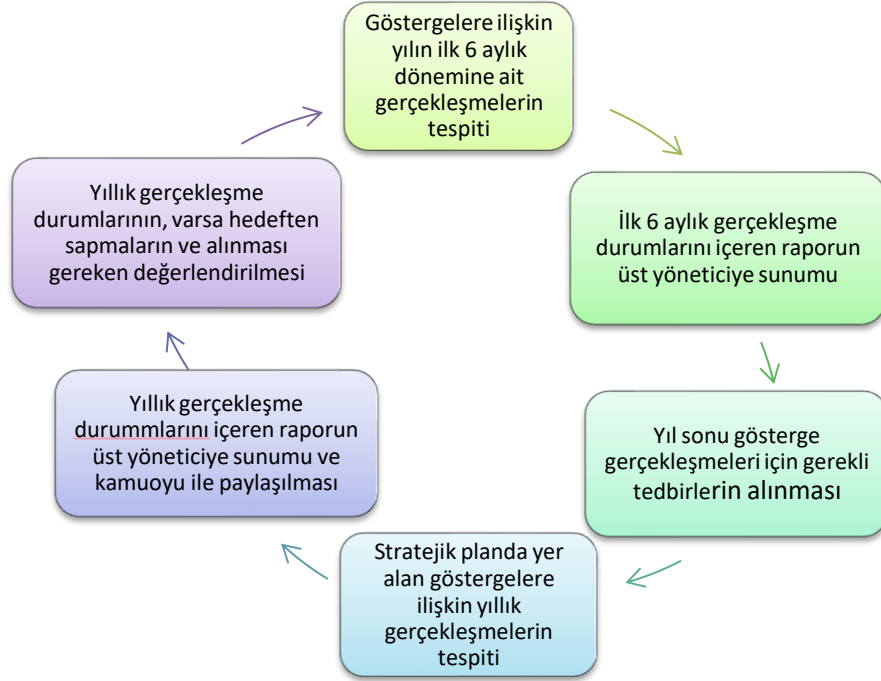 Göstergelere ilişkin
yılın ilk 6 aylık
dönemine ait
gerçekleşmelerin
tespiti
İlk 6 aylık gerçekleşme
durumlarını içeren raporun
üst yöneticiye sunumu
Yıl sonu gösterge
gerçekleşmeleri için gerekli
tedbirlerin alınması
Stratejik planda yer
alan göstergelere
ilişkin yıllık
gerçekleşmelerin
tespiti
Yıllık gerçekleşme
durummlarını içeren raporun
üst yöneticiye sunumu ve
kamuoyu ile paylaşılması
Yıllık gerçekleşme
durumlarının, varsa hedeften
sapmaların ve alınması
gereken değerlendirilmesi